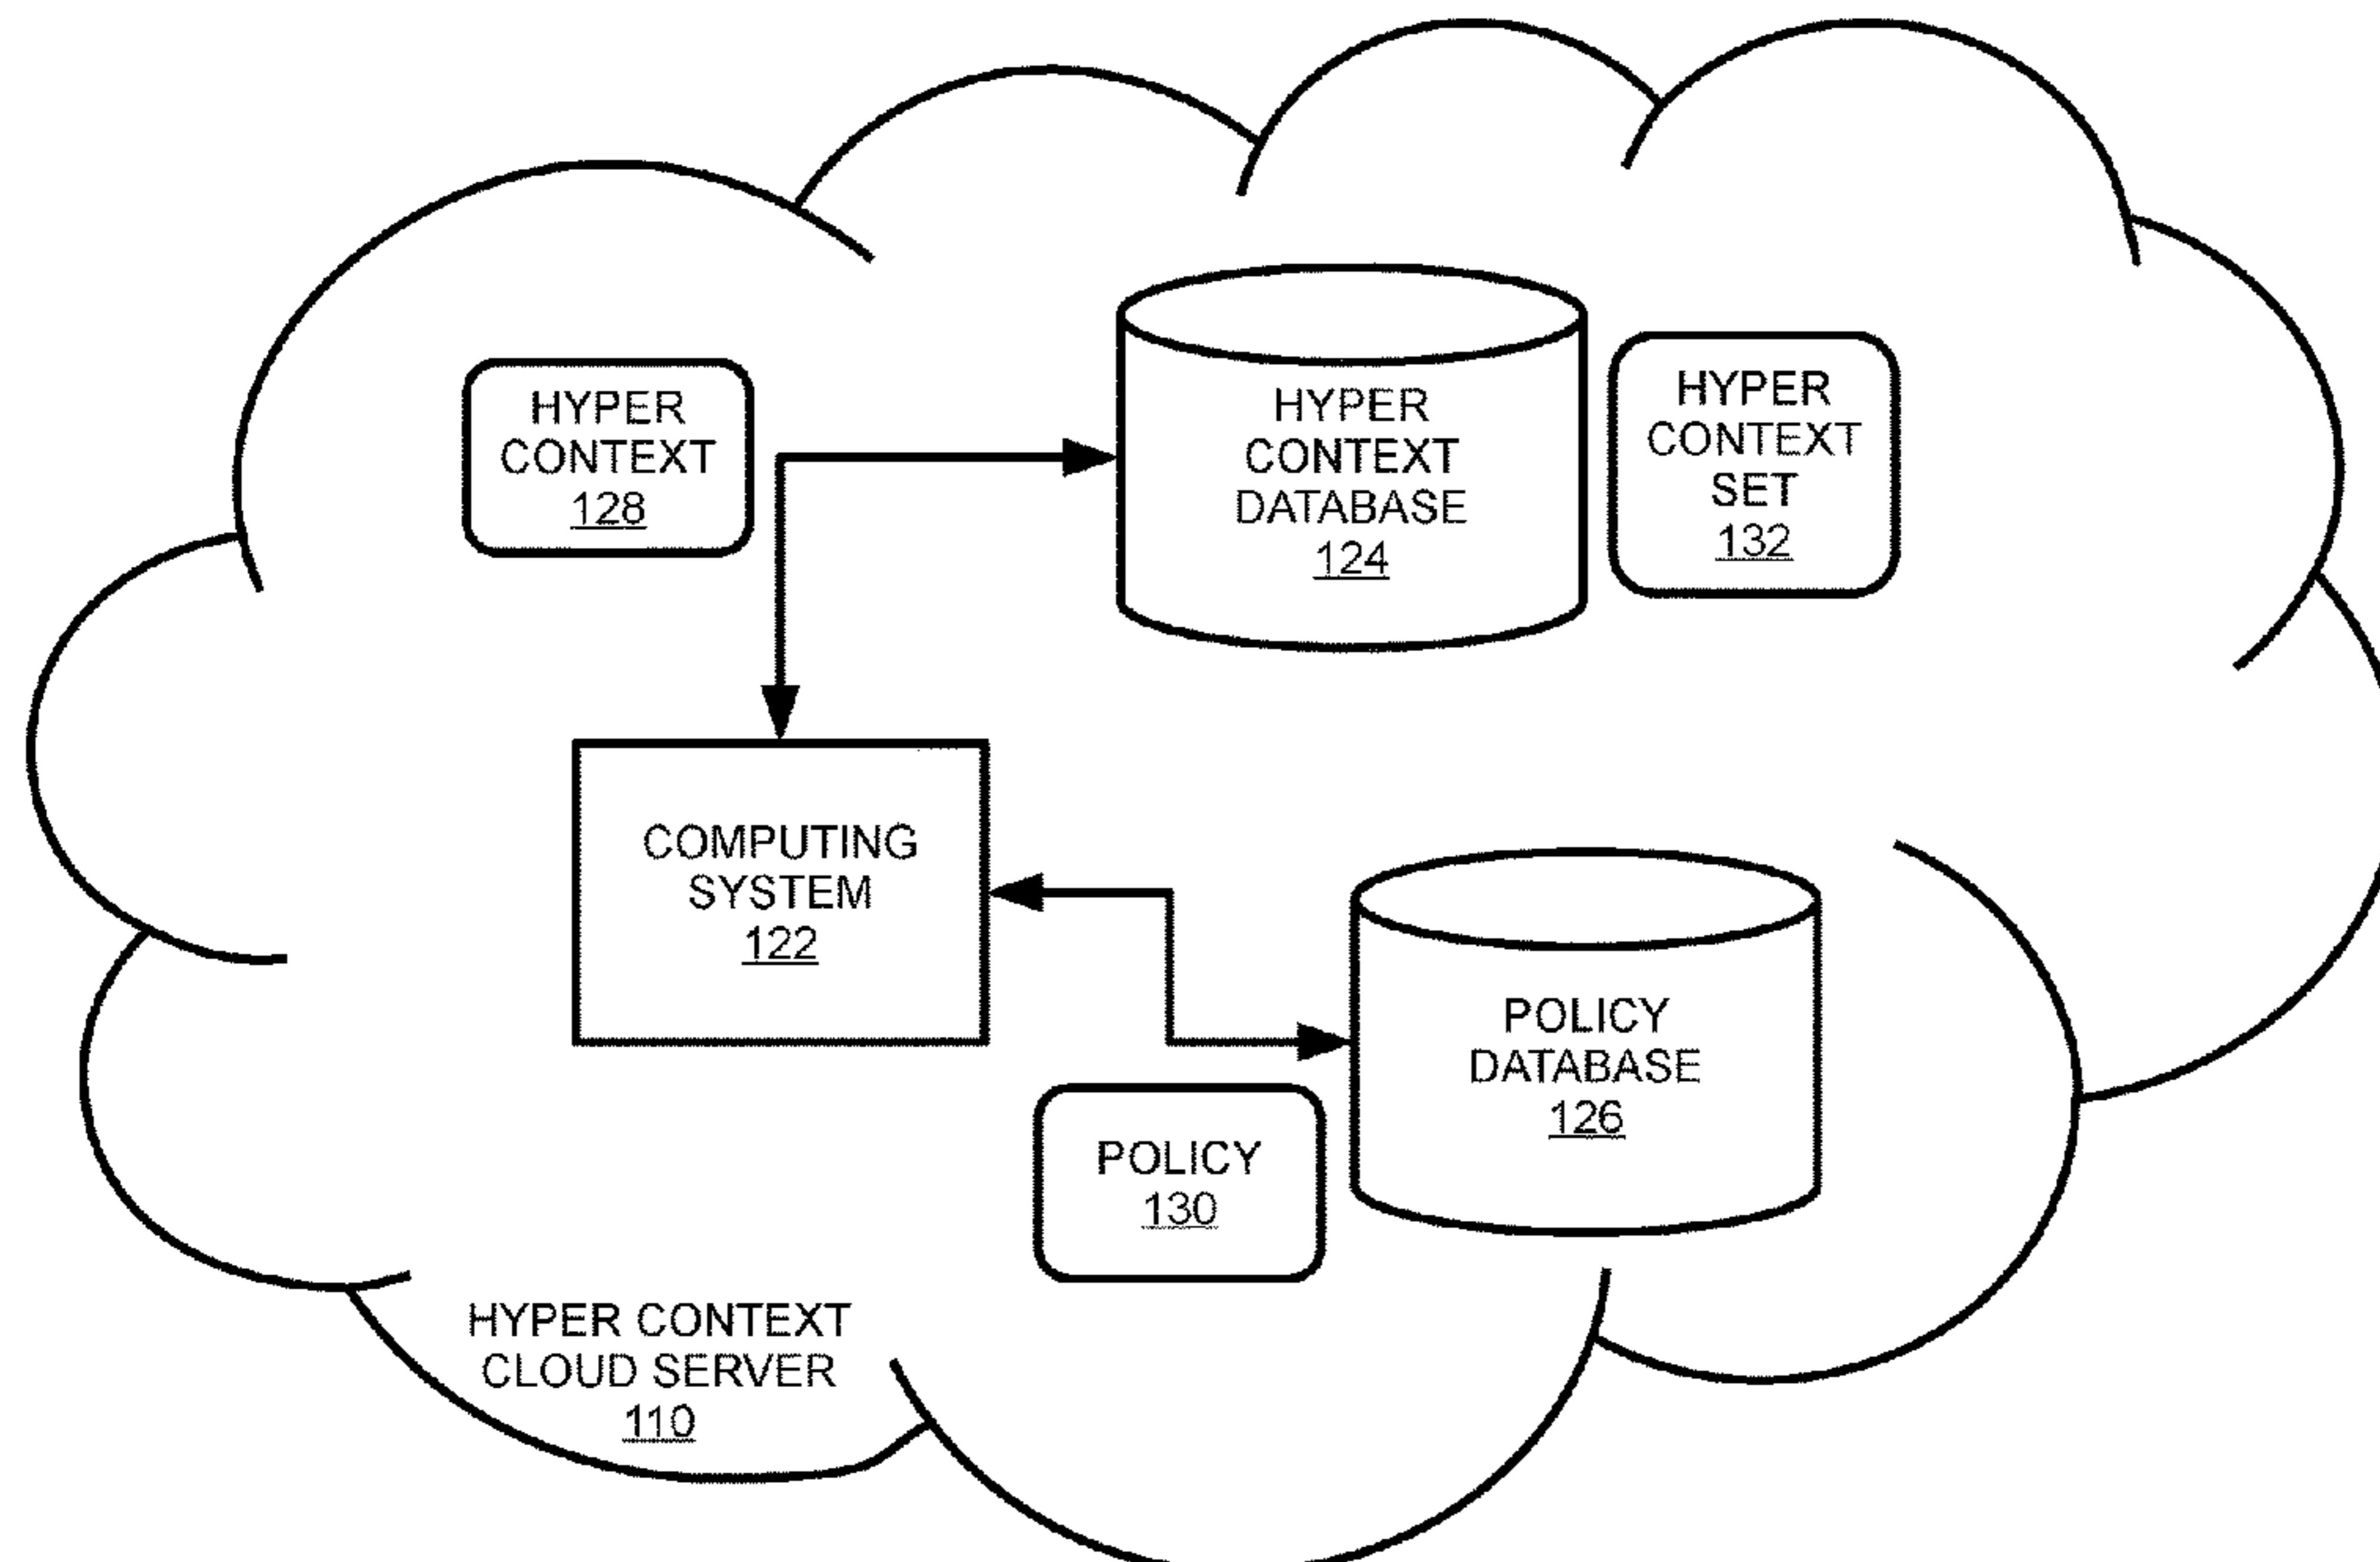 HYPER
CONTEXT
128
HYPER
CONTEXT
DATABASE
124
HYPER
CONTEXT
SET
132
COMPUTING
SYSTEM
122
POLICY
DATABASE
126
POLICY
130
HYPER CONTEXT
CLOUD SERVER
110